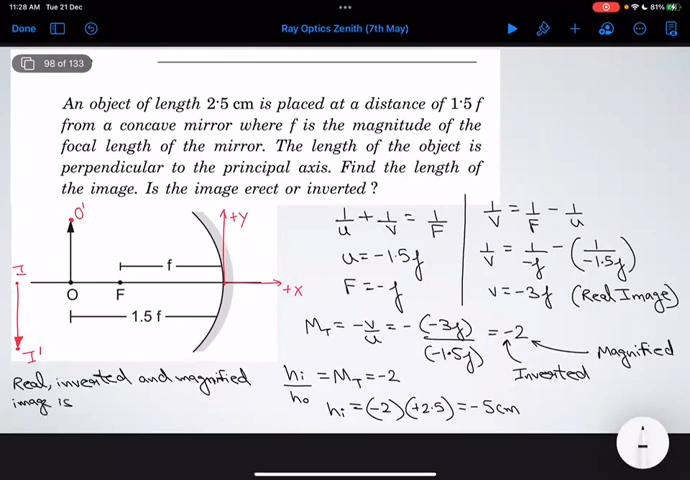 11:28 AM Tue 21 Dec
81%
Done
Ray Optics Zenith (7th May)
98 of 133
An object of length 2·5 cm is placed at a distance of 1·5 f
from a concave mirror where f is the magnitude of the
focal length of the mirror. The length of the object is
perpendicular to the principal axis. Find the length of
the image. Is the image erect or inverted ?
O'
+Y
I
f
+X
O
F
1.5 f
I'
1/u + 1/v = 1/F
u = -1.5f
F = -f
1/v = 1/F - 1/u
1/v = 1/-f - (1/-1.5f)
v = -3f (Real Image)
M_T = -v/u = - (-3f)/(-1.5f) = -2
Magnified
Inverted
hi/ho = M_T = -2
hi = (-2)(+2.5) = -5cm
Real, inverted and magnified
image is